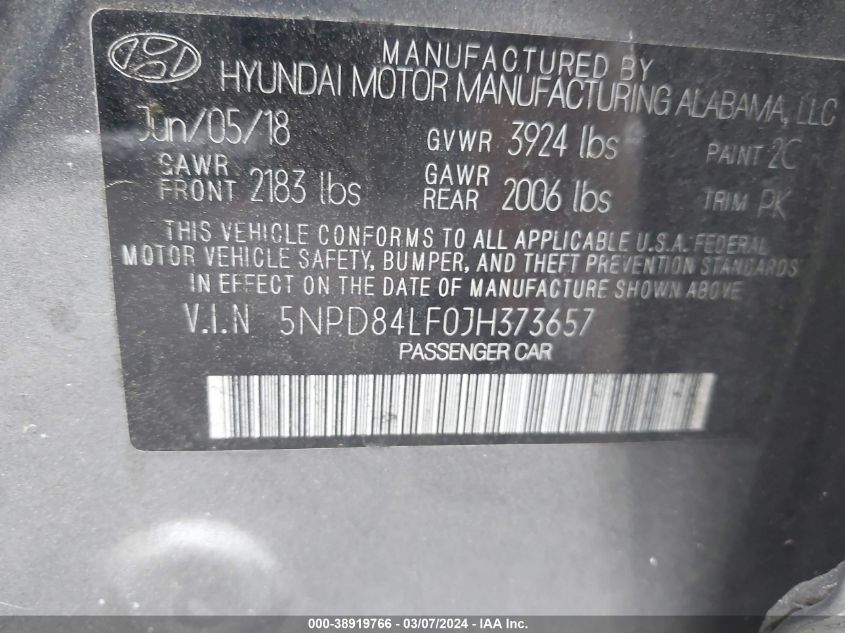 MANUFACTURED BY
HYUNDAI MOTOR MANUFACTURING ALABAMA, LLC
Jun/05/18 GVWR 3924 lbs PAINT 2C
GAWR FRONT 2183 lbs GAWR REAR 2006 lbs TRIM PK
THIS VEHICLE CONFORMS TO ALL APPLICABLE U.S.A. FEDERAL
MOTOR VEHICLE SAFETY, BUMPER, AND THEFT PREVENTION STANDARDS
IN EFFECT ON THE DATE OF MANUFACTURE SHOWN ABOVE.
V.I.N 5NPD84LF0JH373657
PASSENGER CAR
000-38919766 - 03/07/2024 - IAA Inc.